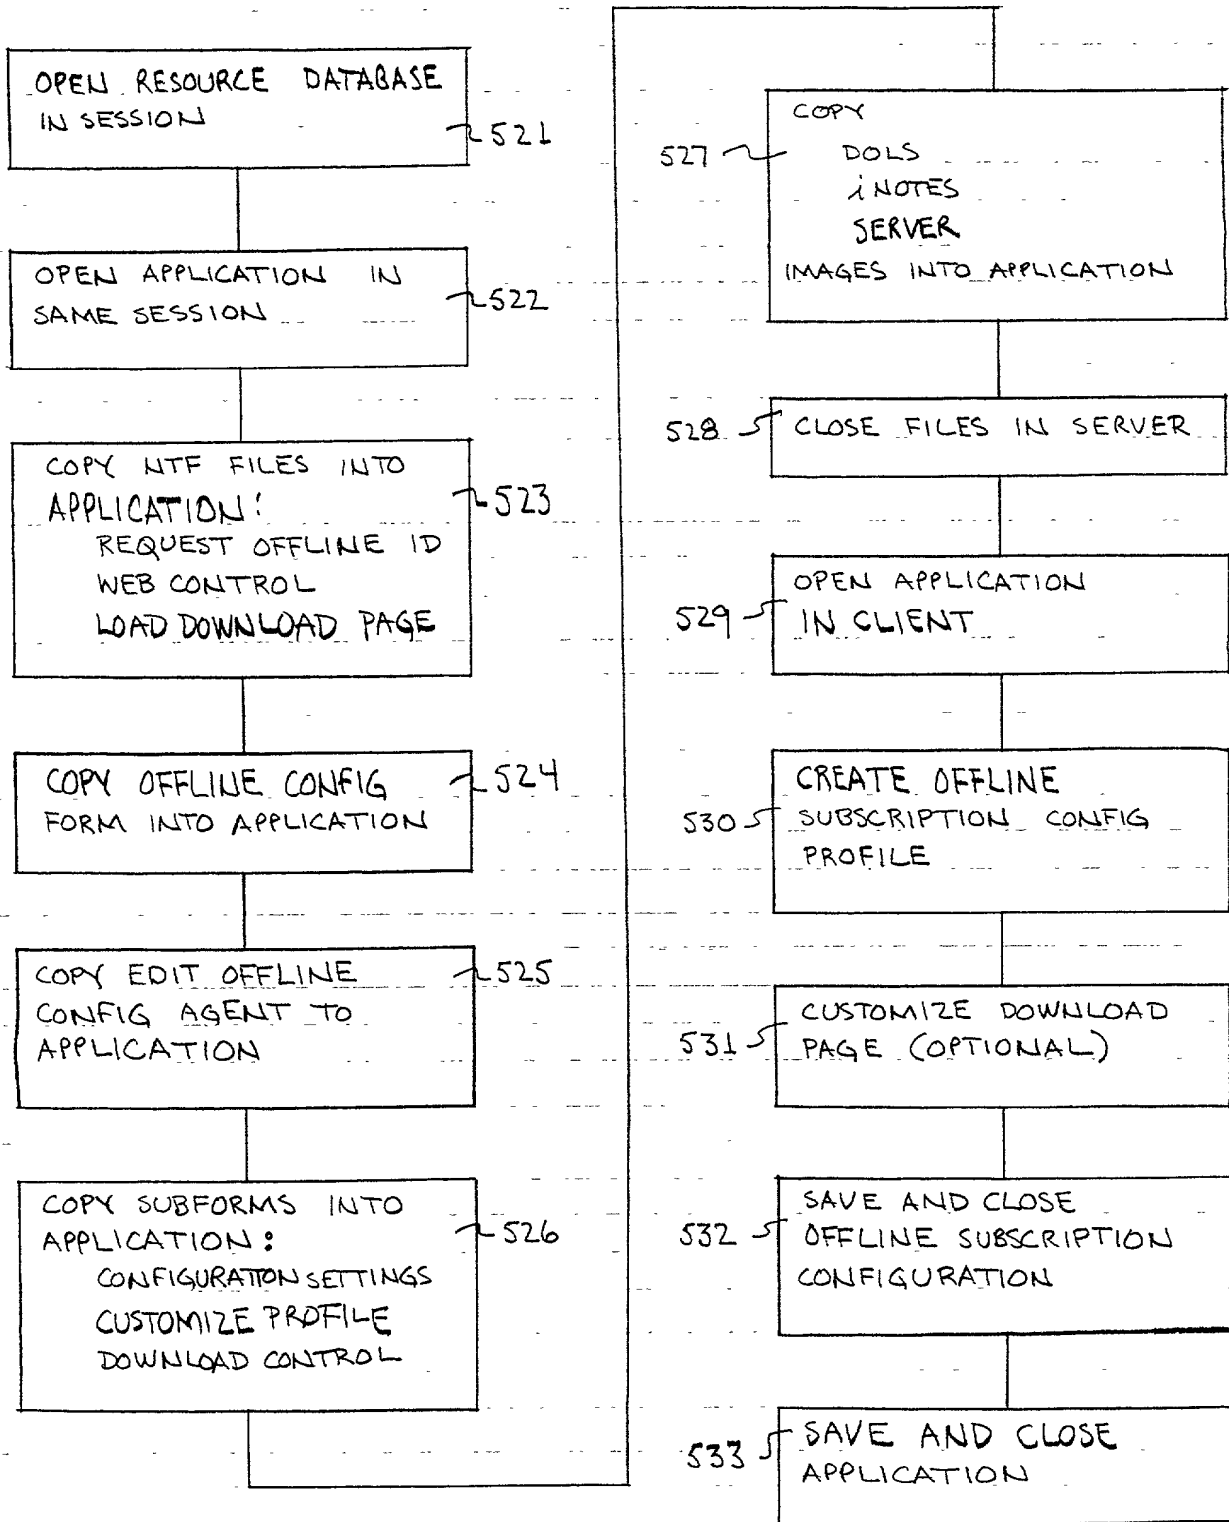 OPEN RESOURCE DATABASE
IN SESSION
521
OPEN APPLICATION IN
SAME SESSION
522
COPY NTF FILES INTO
APPLICATION:
523
REQUEST OFFLINE ID
WEB CONTROL
LOAD DOWNLOAD PAGE
COPY OFFLINE CONFIG
524
FORM INTO APPLICATION
COPY EDIT OFFLINE
525
CONFIG AGENT TO
APPLICATION
COPY SUBFORMS INTO
APPLICATION:
526
CONFIGURATION SETTINGS
CUSTOMIZE PROFILE
DOWNLOAD CONTROL
COPY
527
DOLS
iNOTES
SERVER
IMAGES INTO APPLICATION
528
CLOSE FILES IN SERVER
OPEN APPLICATION
529
IN CLIENT
CREATE OFFLINE
530
SUBSCRIPTION CONFIG
PROFILE
CUSTOMIZE DOWNLOAD
531
PAGE (OPTIONAL)
SAVE AND CLOSE
532
OFFLINE SUBSCRIPTION
CONFIGURATION
533
SAVE AND CLOSE
APPLICATION